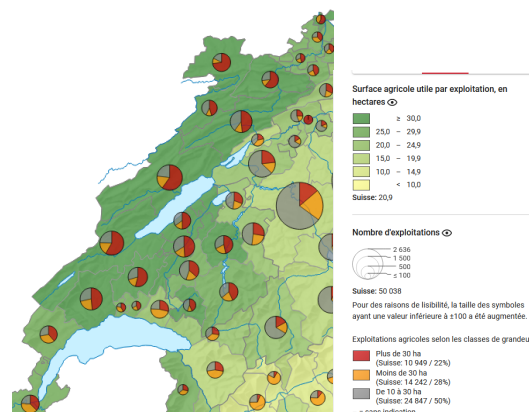 Surface agricole utile par exploitation, en
hectares
≥ 30,0
25,0 – 29,9
20,0 – 24,9
15,0 – 19,9
10,0 – 14,9
< 10,0
Suisse: 20,9
Nombre d'exploitations
2 636
1 500
500
≤ 100
Suisse: 50 038
Pour des raisons de lisibilité, la taille des symboles
ayant une valeur inférieure à ±100 a été augmentée.
Exploitations agricoles selon les classes de grandeu
Plus de 30 ha
(Suisse: 10 949 / 22%)
Moins de 30 ha
(Suisse: 14 242 / 28%)
De 10 à 30 ha
(Suisse: 24 847 / 50%)
sans indication